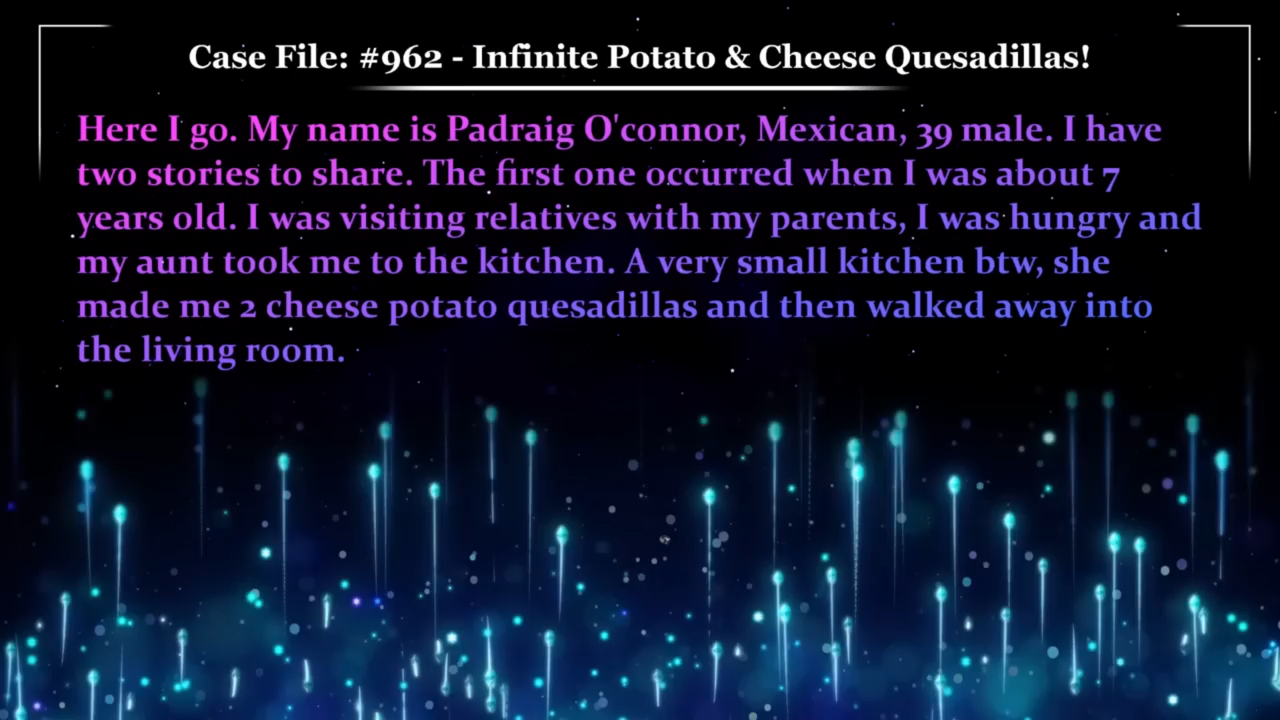 Case File: #962 - Infinite Potato & Cheese Quesadillas!
Here I go. My name is Padraig O'connor, Mexican, 39 male. I have
two stories to share. The first one occurred when I was about 7
years old. I was visiting relatives with my parents, I was hungry and
my aunt took me to the kitchen. A very small kitchen btw, she
made me 2 cheese potato quesadillas and then walked away into
the living room.